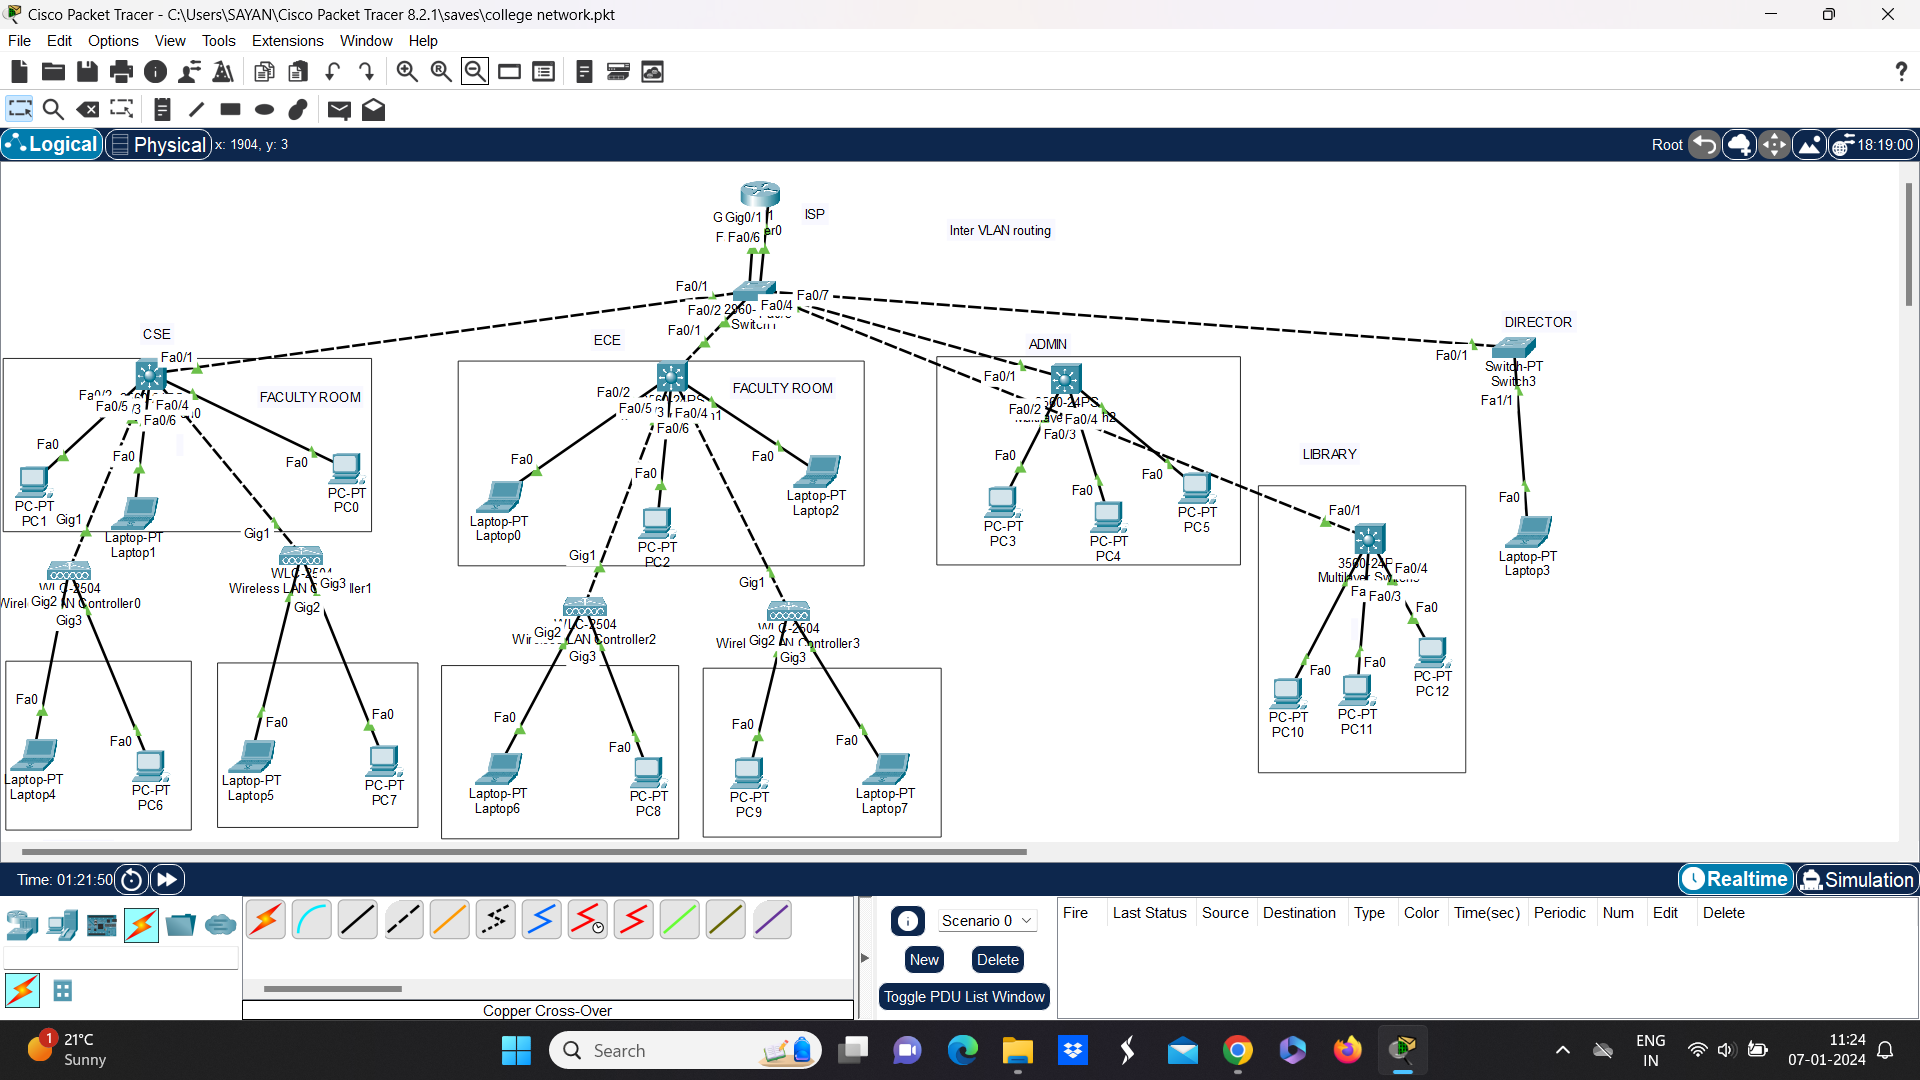 Cisco Packet Tracer - C:\Users\SAYAN\Cisco Packet Tracer 8.2.1\saves\college network.pkt
File Edit Options View Tools Extensions Window Help
Logical Physical x: 1904, y: 3 Root 18:19:00
ISP
Gig0/1
Fa0/6
Inter VLAN routing
Fa0/1
Fa0/7
Fa0/2
Fa0/4
Switch1
Fa0/1
CSE
Fa0/1
FACULTY ROOM
Fa0/2
Fa0/5
Fa0/4
Fa0/6
Fa0
Fa0
Fa0
PC-PT
PC1
Laptop-PT
Laptop1
PC-PT
PC0
Gig1
Gig1
ECE
FACULTY ROOM
Fa0/2
Fa0/5
Fa0/4
Fa0/6
Fa0
Fa0
Fa0
Laptop-PT
Laptop0
PC-PT
PC2
Laptop-PT
Laptop2
Gig1
Gig1
ADMIN
Fa0/1
3560-24PS
Fa0/2
Fa0/4
Fa0/3
Fa0
Fa0
Fa0
PC-PT
PC3
PC-PT
PC4
PC-PT
PC5
DIRECTOR
Fa0/1
Switch-PT
Switch3
Fa1/1
Fa0
Laptop-PT
Laptop3
LIBRARY
Fa0/1
Fa0/4
Fa0/3
Fa0
Fa0
Fa0
PC-PT
PC10
PC-PT
PC11
PC-PT
PC12
WLC-2504
Gig2
Controller0
Gig3
Wireless LAN
Gig3
Gig2
WLC-2504
LAN Controller2
Gig2
Gig3
WLC-2504
Gig2
Controller3
Gig3
Fa0
Fa0
Laptop-PT
Laptop4
PC-PT
PC6
Fa0
Fa0
Laptop-PT
Laptop5
PC-PT
PC7
Fa0
Fa0
Laptop-PT
Laptop6
PC-PT
PC8
Fa0
Fa0
PC-PT
PC9
Laptop-PT
Laptop7
Time: 01:21:50 Realtime Simulation
Scenario 0
New Delete
Toggle PDU List Window
Fire Last Status Source Destination Type Color Time(sec) Periodic Num Edit Delete
Copper Cross-Over
1
21°C
Sunny
Search
ENG
IN
11:24
07-01-2024